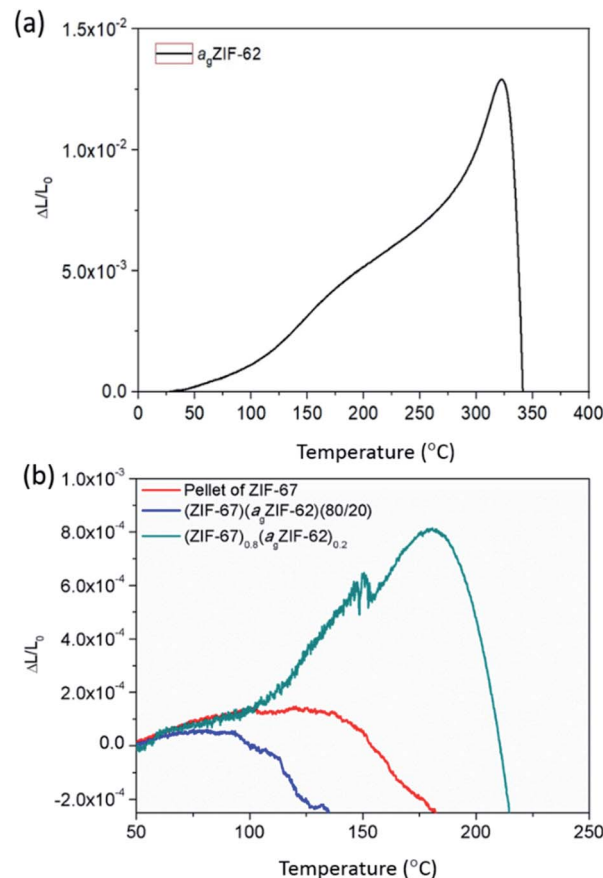 (a)
1.5x10⁻²
1.0x10⁻²
5.0x10⁻³
0.0
ΔL/L₀
a_gZIF-62
0 50 100 150 200 250 300 350 400
Temperature (°C)
(b)
1.0x10⁻³
8.0x10⁻⁴
6.0x10⁻⁴
4.0x10⁻⁴
2.0x10⁻⁴
0.0
-2.0x10⁻⁴
ΔL/L₀
Pellet of ZIF-67
(ZIF-67)(a_gZIF-62)(80/20)
(ZIF-67)₀.₈(a_gZIF-62)₀.₂
50 100 150 200 250
Temperature (°C)